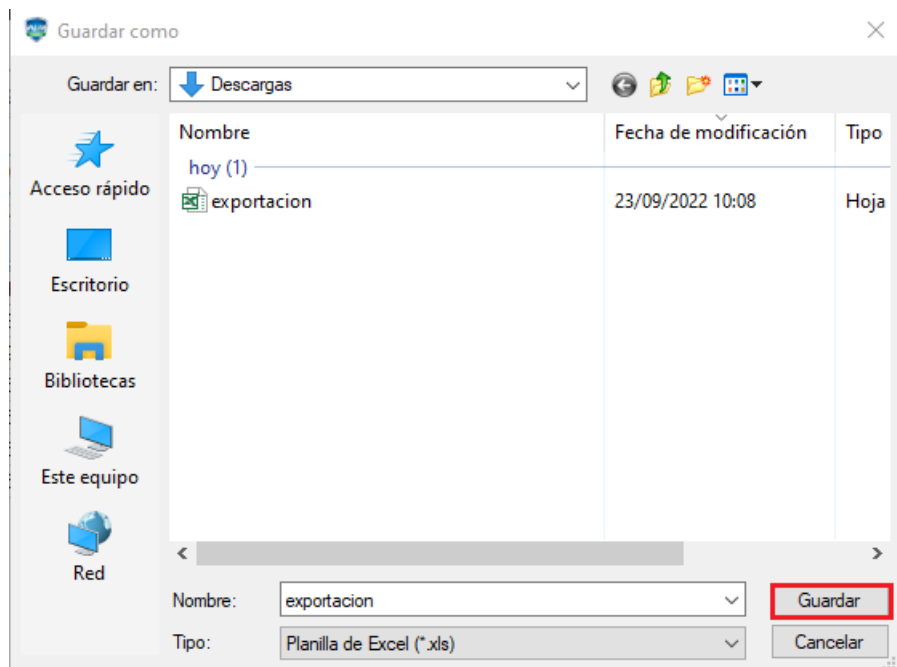 Guardar como
Guardar en: Descargas
Nombre Fecha de modificación Tipo
hoy (1)
exportacion 23/09/2022 10:08 Hoja
Acceso rápido
Escritorio
Bibliotecas
Este equipo
Red
Nombre: exportacion Guardar
Tipo: Planilla de Excel (*.xls) Cancelar